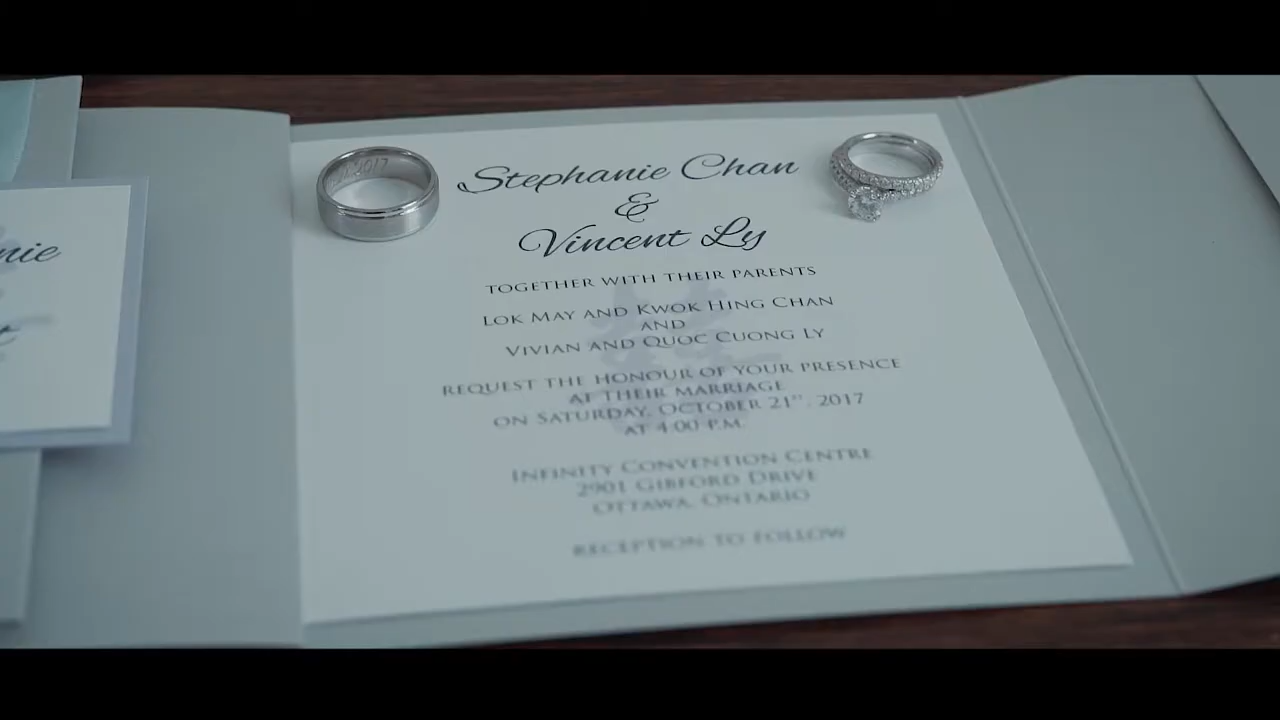 Stephanie Chan
&
Vincent Ly
TOGETHER WITH THEIR PARENTS
LOK MAY AND KWOK HING CHAN
AND
VIVIAN AND QUOC CUONG LY
REQUEST THE HONOUR OF YOUR PRESENCE
AT THEIR MARRIAGE
ON SATURDAY, OCTOBER 21ST, 2017
AT 4:00 P.M.
INFINITY CONVENTION CENTRE
2901 GIBFORD DRIVE
OTTAWA, ONTARIO
RECEPTION TO FOLLOW
2017
nie
t